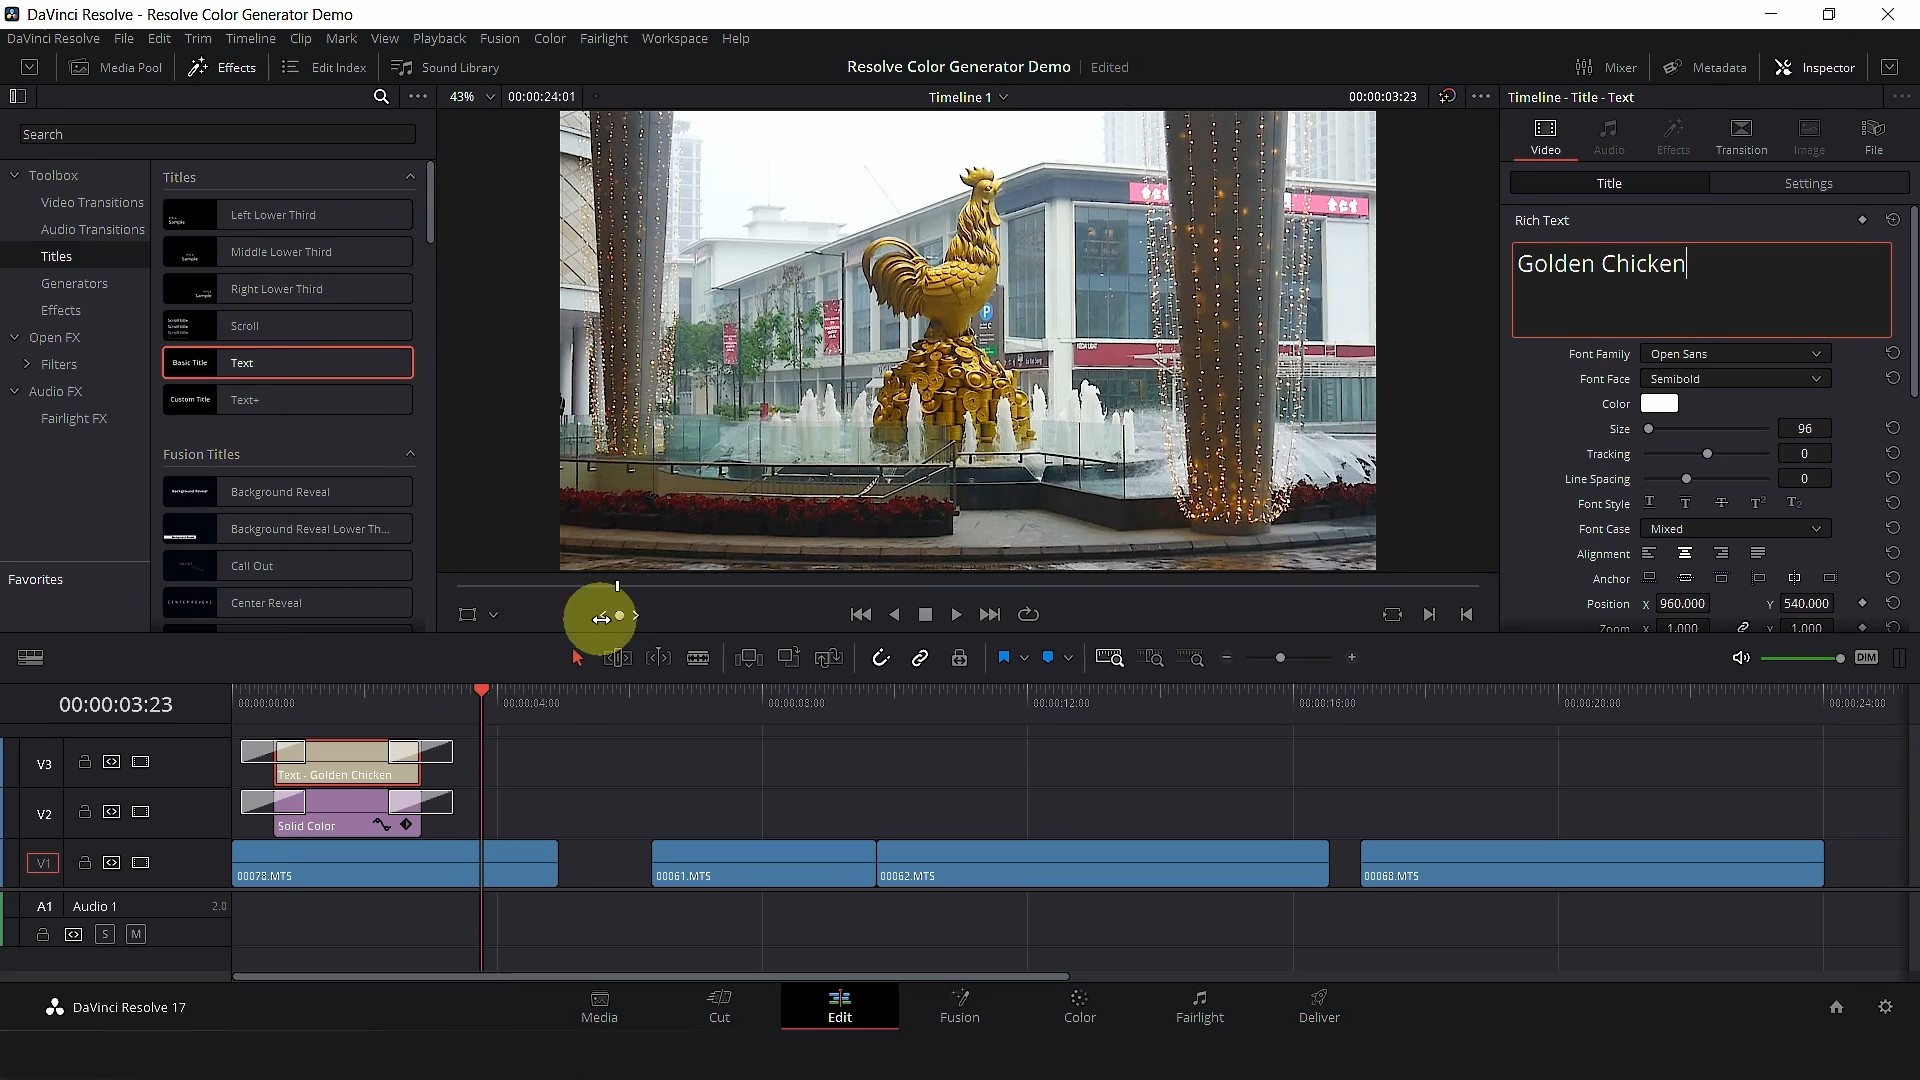 DaVinci Resolve - Resolve Color Generator Demo
DaVinci Resolve File Edit Trim Timeline Clip Mark View Playback Fusion Color Fairlight Workspace Help
Media Pool Effects Edit Index Sound Library Resolve Color Generator Demo Edited Mixer Metadata Inspector
43% 00:00:24:01 Timeline 1 00:00:03:23 Timeline - Title - Text
Search
Video Audio Effects Transition Image File
Toolbox
Video Transitions
Audio Transitions
Titles
Generators
Effects
Open FX
Filters
Audio FX
Fairlight FX
Favorites
Titles
Left Lower Third
Middle Lower Third
Right Lower Third
Scroll
Basic Title Text
Custom Title Text+
Fusion Titles
Background Reveal
Background Reveal Lower Th...
Call Out
Center Reveal
P
Title Settings
Rich Text
Golden Chicken
Font Family Open Sans
Font Face Semibold
Color
Size 96
Tracking 0
Line Spacing 0
Font Style T T T T² T₂
Font Case Mixed
Alignment
Anchor
Position X 960.000 Y 540.000
Zoom X 1.000 Y 1.000
DIM
00:00:03:23 00:00:00:00 00:00:04:00 00:00:08:00 00:00:12:00 00:00:16:00 00:00:20:00 00:00:24:00
V3 Text - Golden Chicken
V2 Solid Color
V1 00078.MTS 00061.MTS 00062.MTS 00068.MTS
A1 Audio 1 2.0
S M
DaVinci Resolve 17 Media Cut Edit Fusion Color Fairlight Deliver